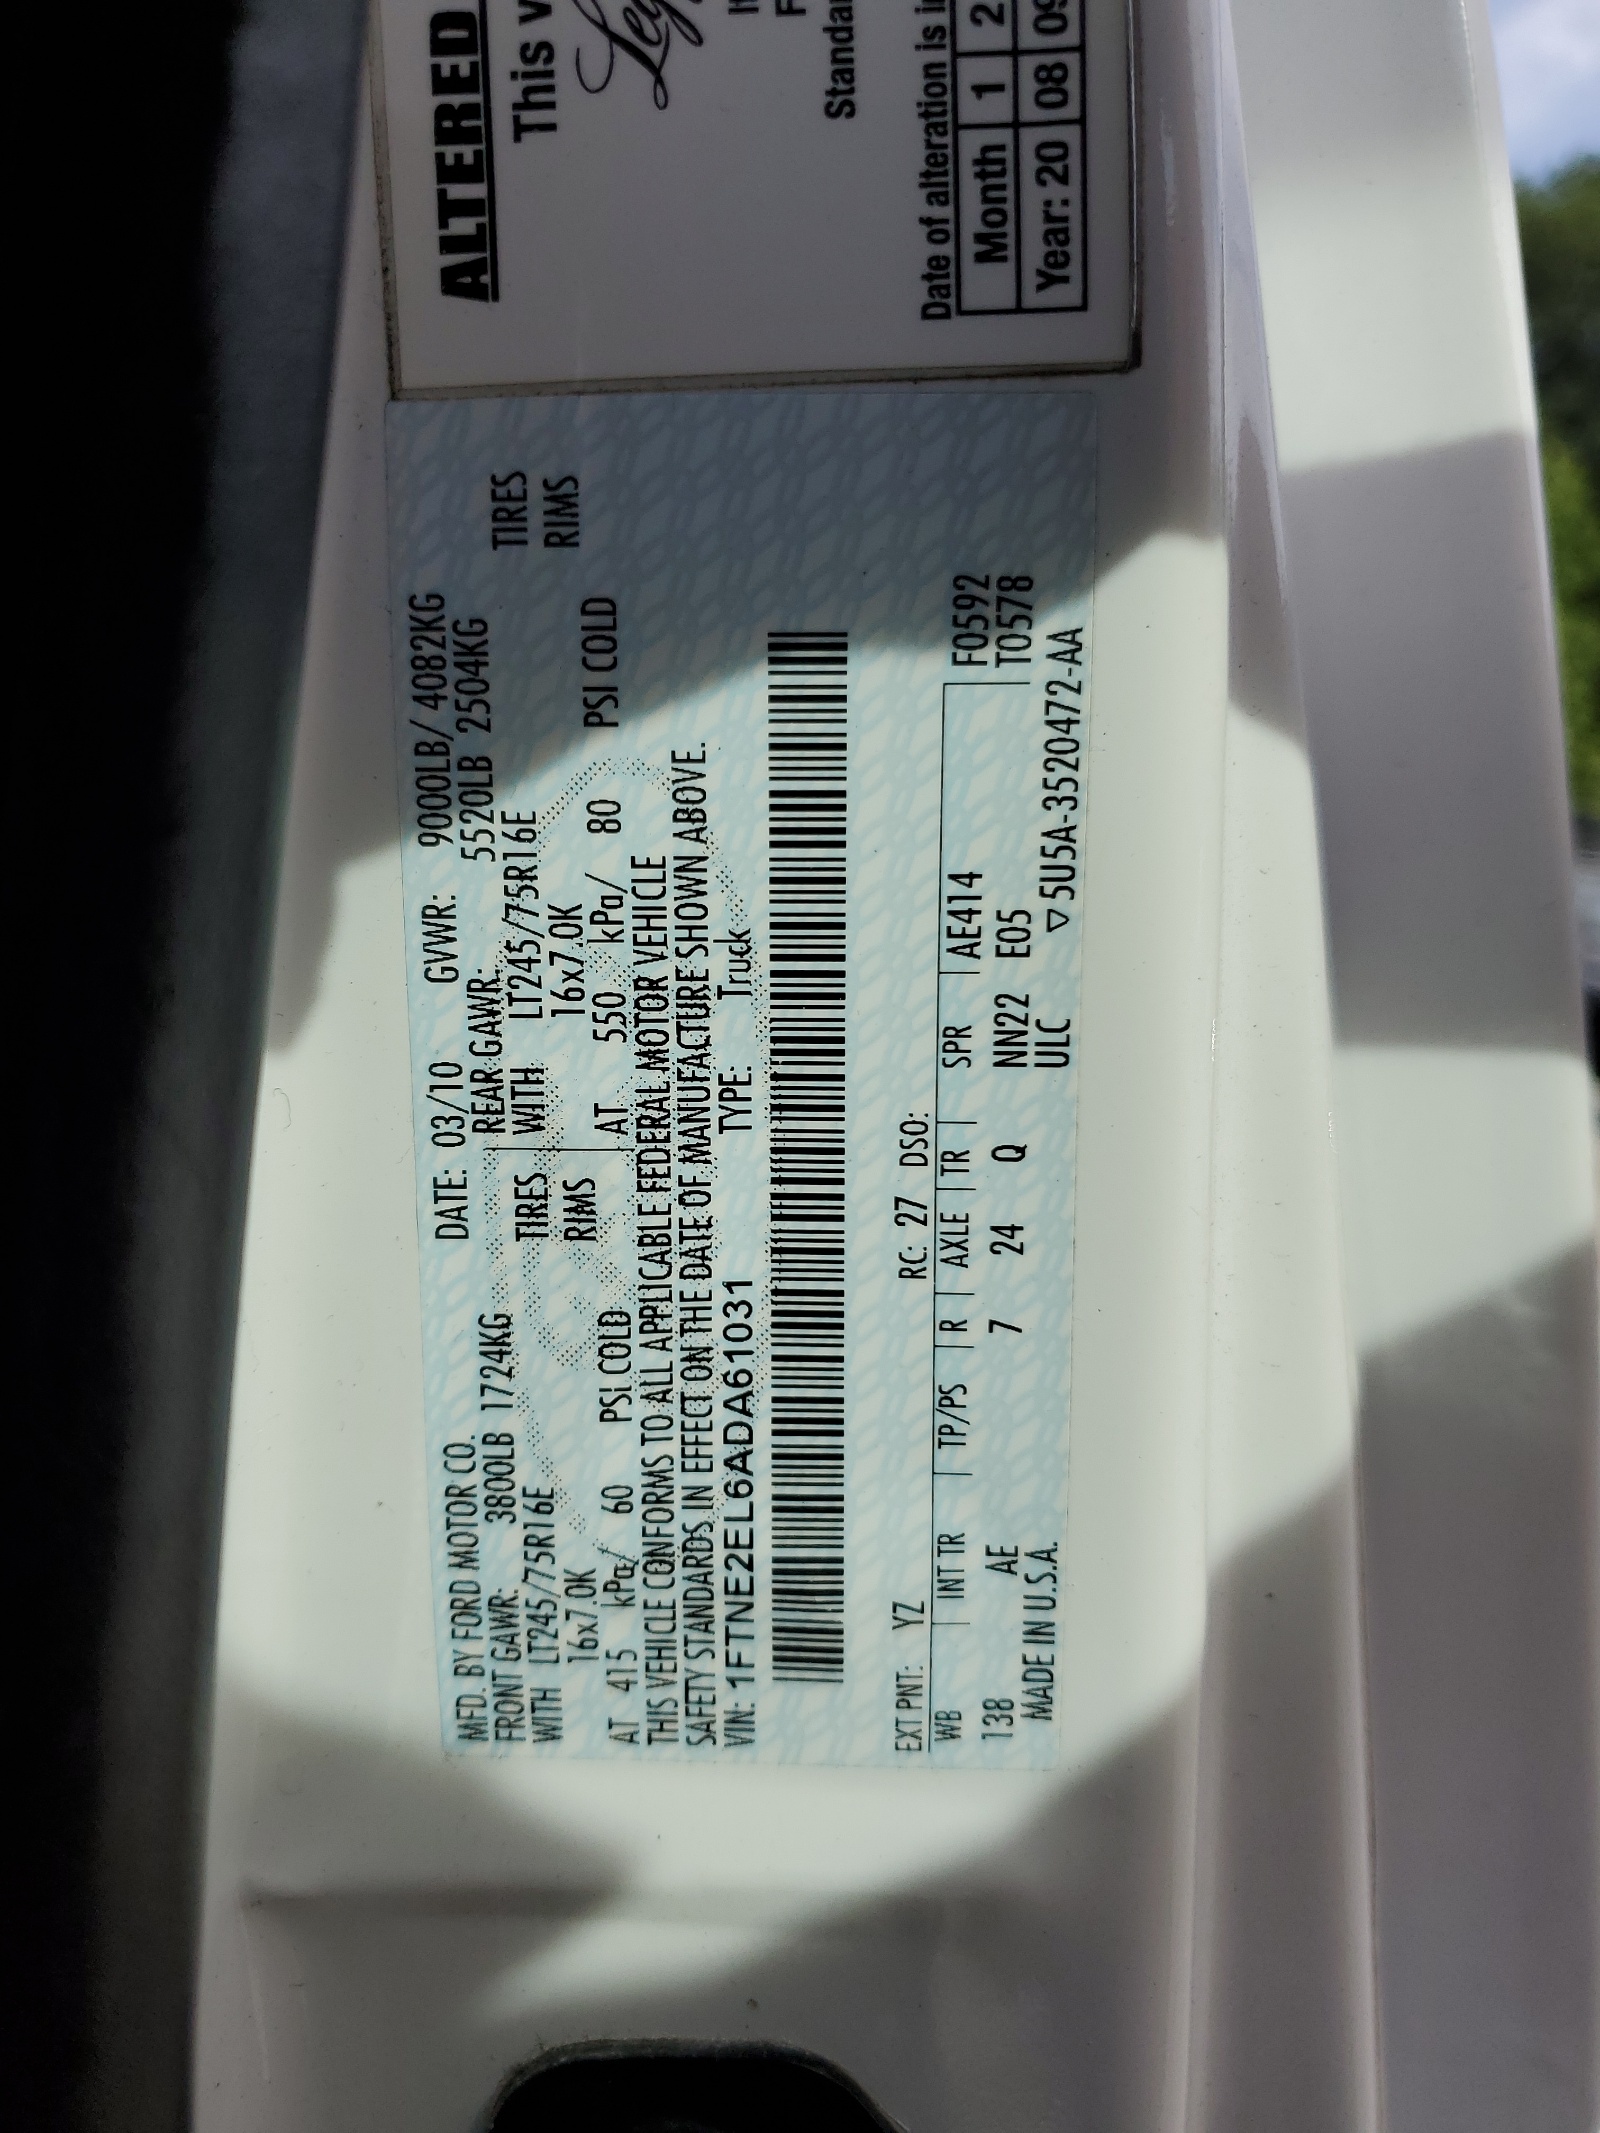 MFD. BY FORD MOTOR CO. DATE: 03/10 GVWR: 9000LB/ 4082KG
FRONT GAWR: 3800LB 1724KG REAR GAWR: 5520LB 2504KG
WITH LT245/75R16E TIRES WITH LT245/75R16E TIRES
16x7.0K RIMS 16x7.0K RIMS
AT 415 kPa/ 60 PSI COLD AT 550 kPa/ 80 PSI COLD
THIS VEHICLE CONFORMS TO ALL APPLICABLE FEDERAL MOTOR VEHICLE
SAFETY STANDARDS IN EFFECT ON THE DATE OF MANUFACTURE SHOWN ABOVE.
VIN: 1FTNE2EL6ADA61031 TYPE: Truck
EXT PNT: YZ RC: 27 DSO:
WB | INT TR | TP/PS | R | AXLE | TR | SPR | AE414 F0592
138 AE 7 24 Q NN22 E05 T0578
MADE IN U.S.A. ULC ▽5U5A-3520472-AA
ALTERED
This
Date of alteration is
Month 1 2
Year: 20 08 09